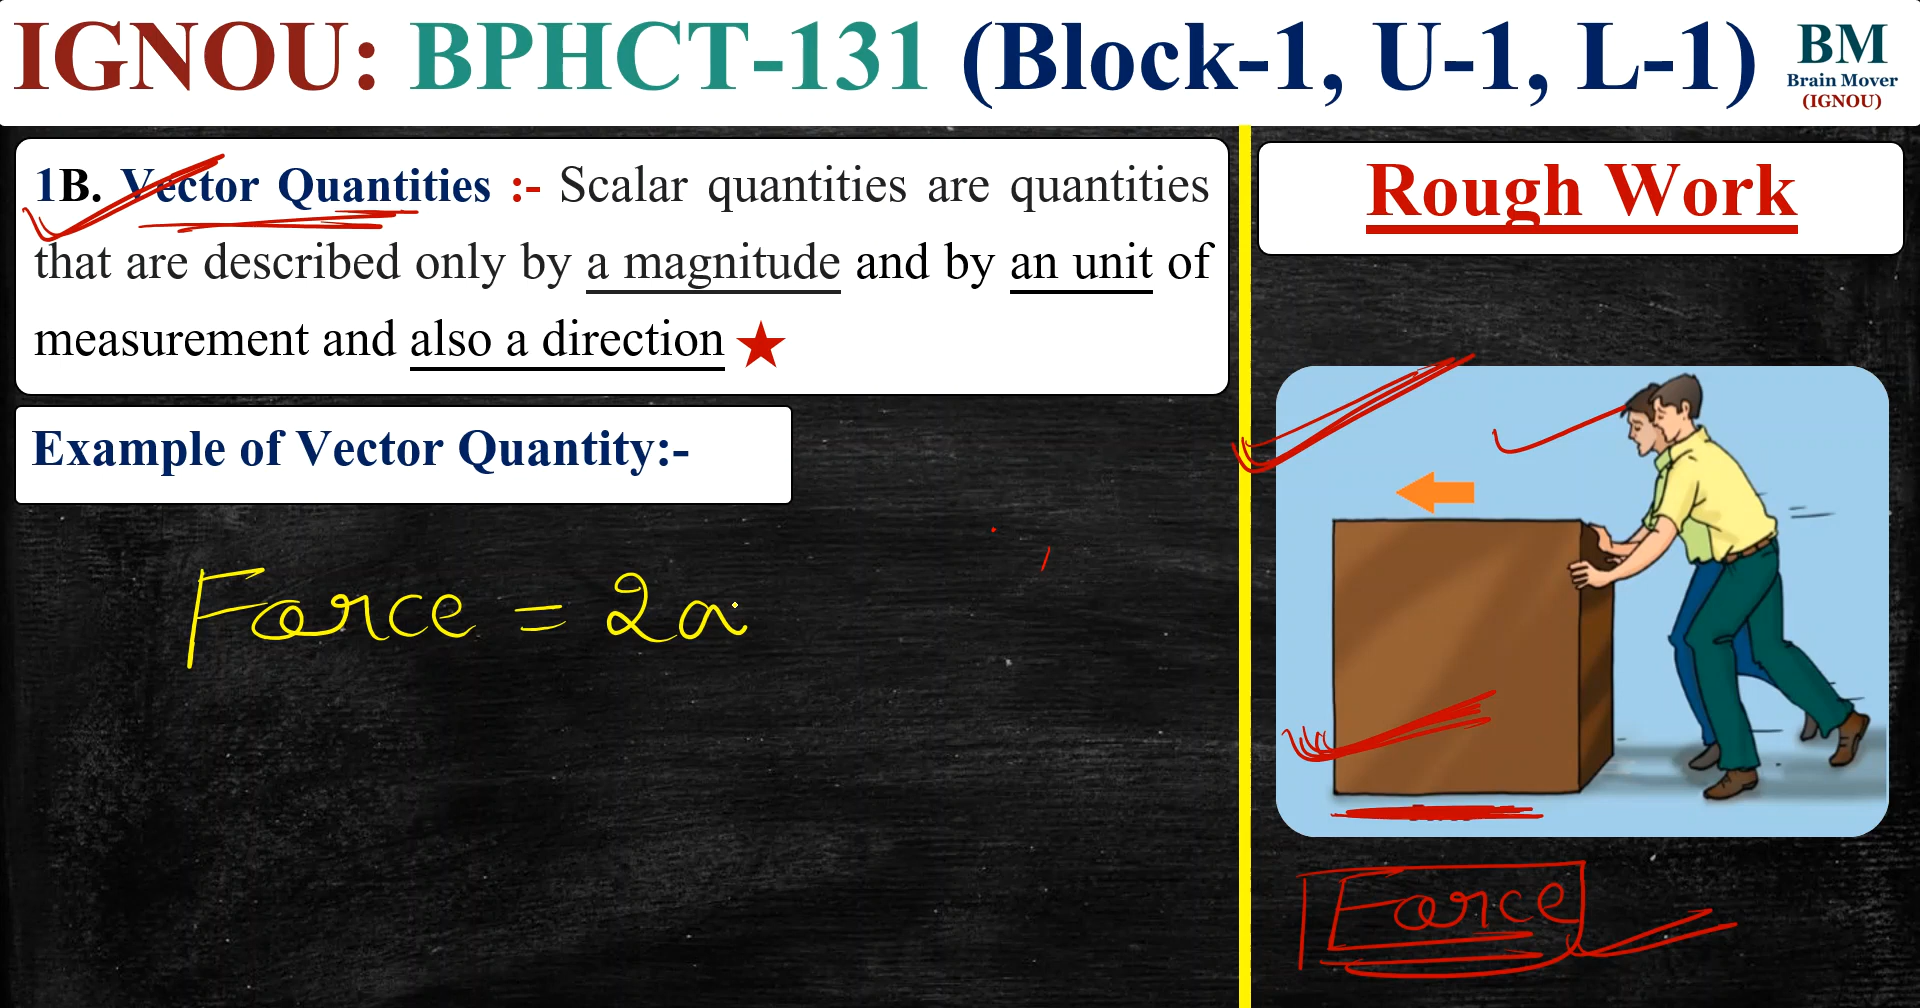 IGNOU: BPHCT-131 (Block-1, U-1, L-1)
BM
Brain Mover
(IGNOU)
1B. Vector Quantities :- Scalar quantities are quantities
that are described only by a magnitude and by an unit of
measurement and also a direction ★
Rough Work
Example of Vector Quantity:-
Force = 2
Force